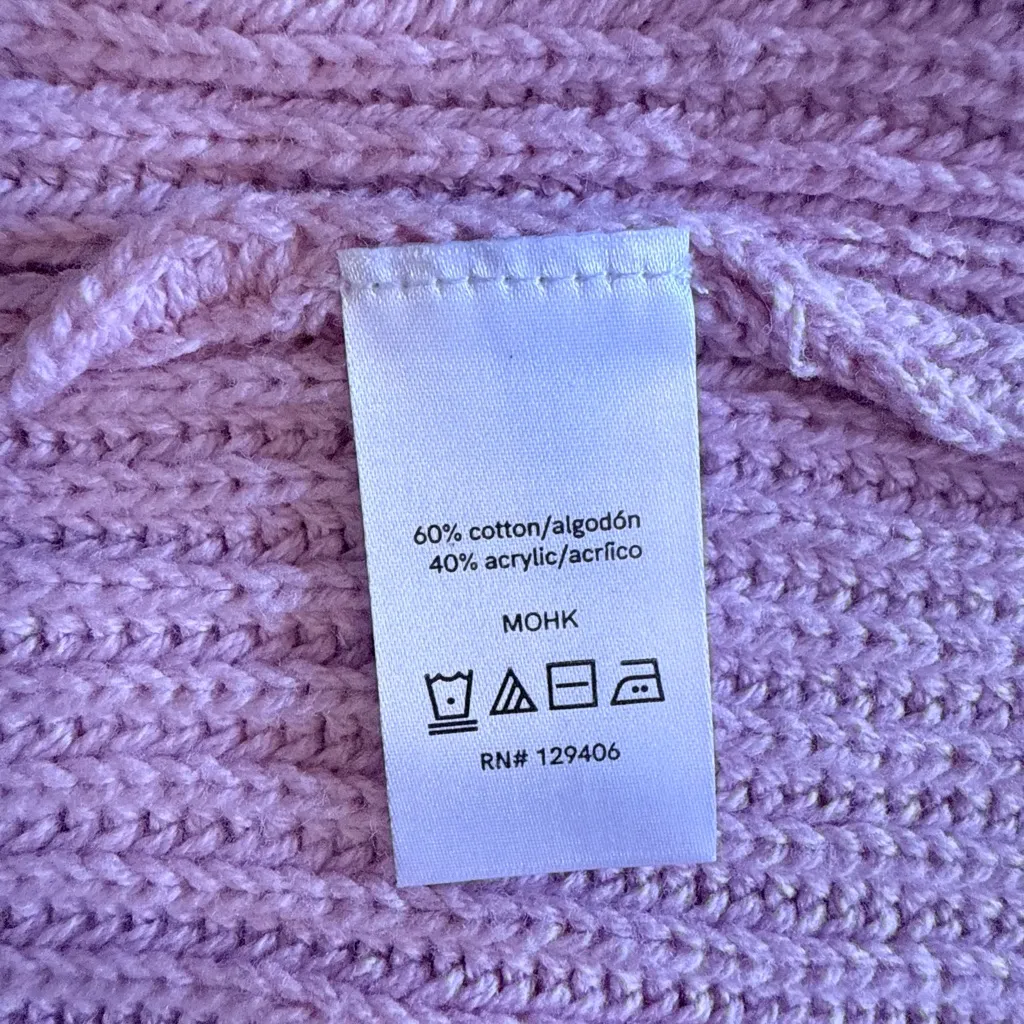 60% cotton/algodón
40% acrylic/acrílico
MOHK
RN# 129406